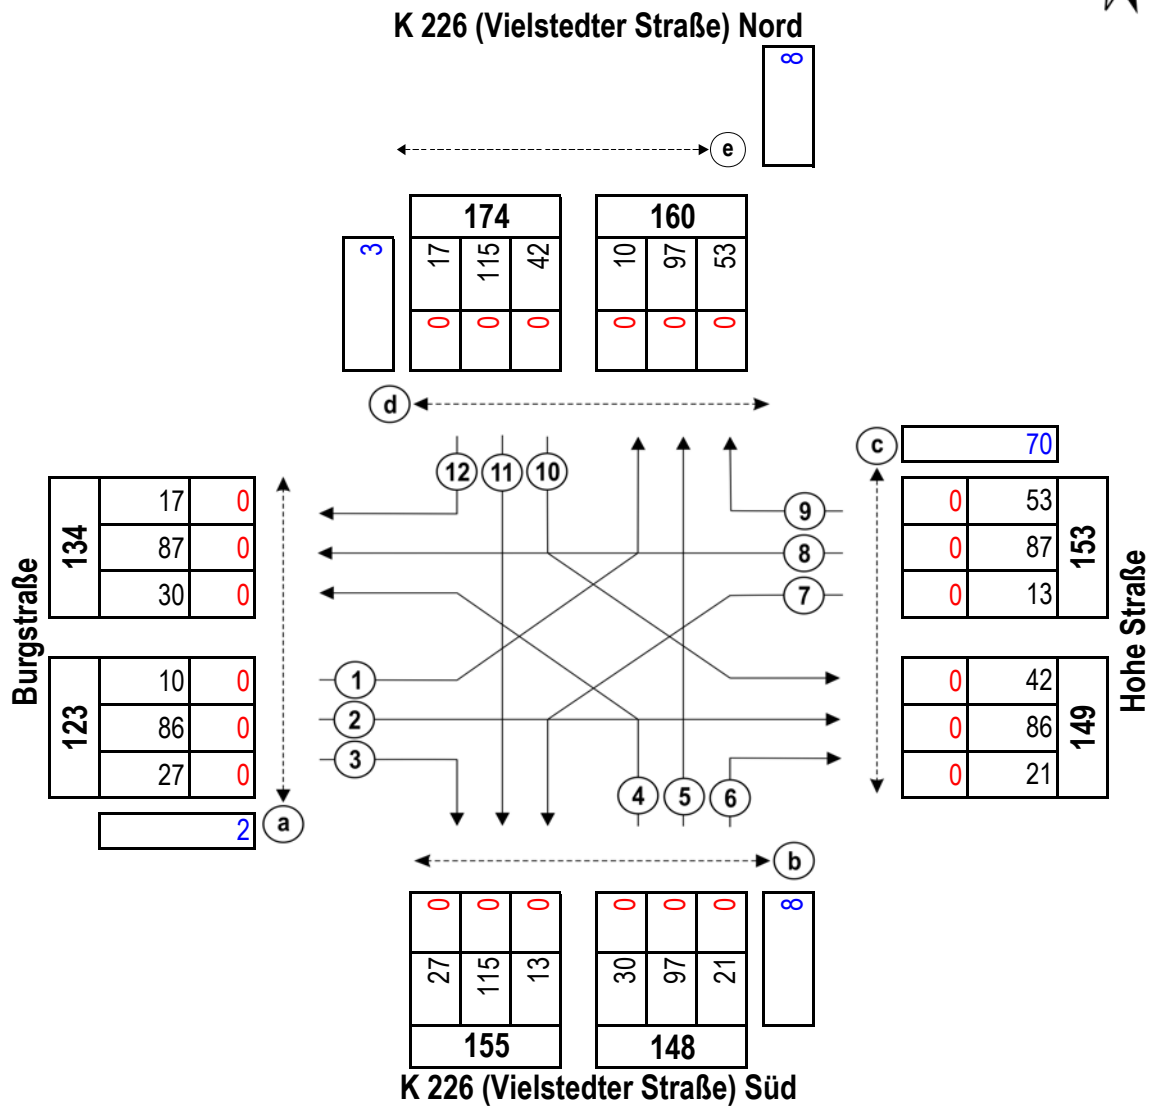 K 226 (Vielstedter Straße) Nord
8
e
174 160
3
17 115 42 10 97 53
0 0 0 0 0 0
d
c 70
12 11 10
Burgstraße
134
17 0
87 0
30 0
9
8
7
0 53
0 87
0 13
153
Hohe Straße
123
10 0
86 0
27 0
1
2
3
0 42
0 86
0 21
149
4 5 6
2 a
b
0 0 0 0 0 0 8
27 115 13 30 97 21
155 148
K 226 (Vielstedter Straße) Süd